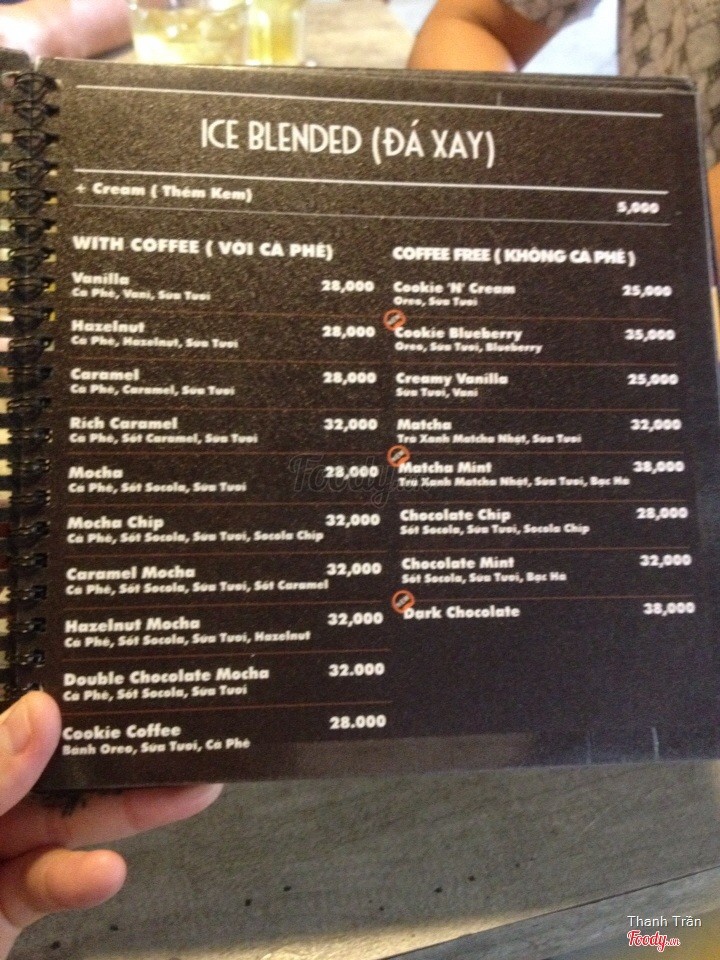 ICE BLENDED (ĐÁ XAY)
+ Cream ( Thêm Kem) 5,000
WITH COFFEE ( VỚI CÀ PHÊ)
Vanilla 28,000
Cà Phê, Vani, Sữa Tươi
Hazelnut 28,000
Cà Phê, Hazelnut, Sữa Tươi
Caramel 28,000
Cà Phê, Caramel, Sữa Tươi
Rich Caramel 32,000
Cà Phê, Sốt Caramel, Sữa Tươi
Mocha 28,000
Cà Phê, Sốt Socola, Sữa Tươi
Mocha Chip 32,000
Cà Phê, Sốt Socola, Sữa Tươi, Socola Chip
Caramel Mocha 32,000
Cà Phê, Sốt Socola, Sữa Tươi, Sốt Caramel
Hazelnut Mocha 32,000
Cà Phê, Sốt Socola, Sữa Tươi, Hazelnut
Double Chocolate Mocha 32.000
Cà Phê, Sốt Socola, Sữa Tươi
Cookie Coffee 28.000
Bánh Oreo, Sữa Tươi, Cà Phê
COFFEE FREE ( KHÔNG CÀ PHÊ )
Cookie 'N' Cream 25,000
Oreo, Sữa Tươi
Cookie Blueberry 35,000
Oreo, Sữa Tươi, Blueberry
Creamy Vanilla 25,000
Sữa Tươi, Vani
Matcha 32,000
Trà Xanh Matcha Nhật, Sữa Tươi
Matcha Mint 38,000
Trà Xanh Matcha Nhật, Sữa Tươi, Bạc Hà
Chocolate Chip 28,000
Sốt Socola, Sữa Tươi, Socola Chip
Chocolate Mint 32,000
Sốt Socola, Sữa Tươi, Bạc Hà
Dark Chocolate 38,000
Foody.vn
Thanh Trần
Foody.vn